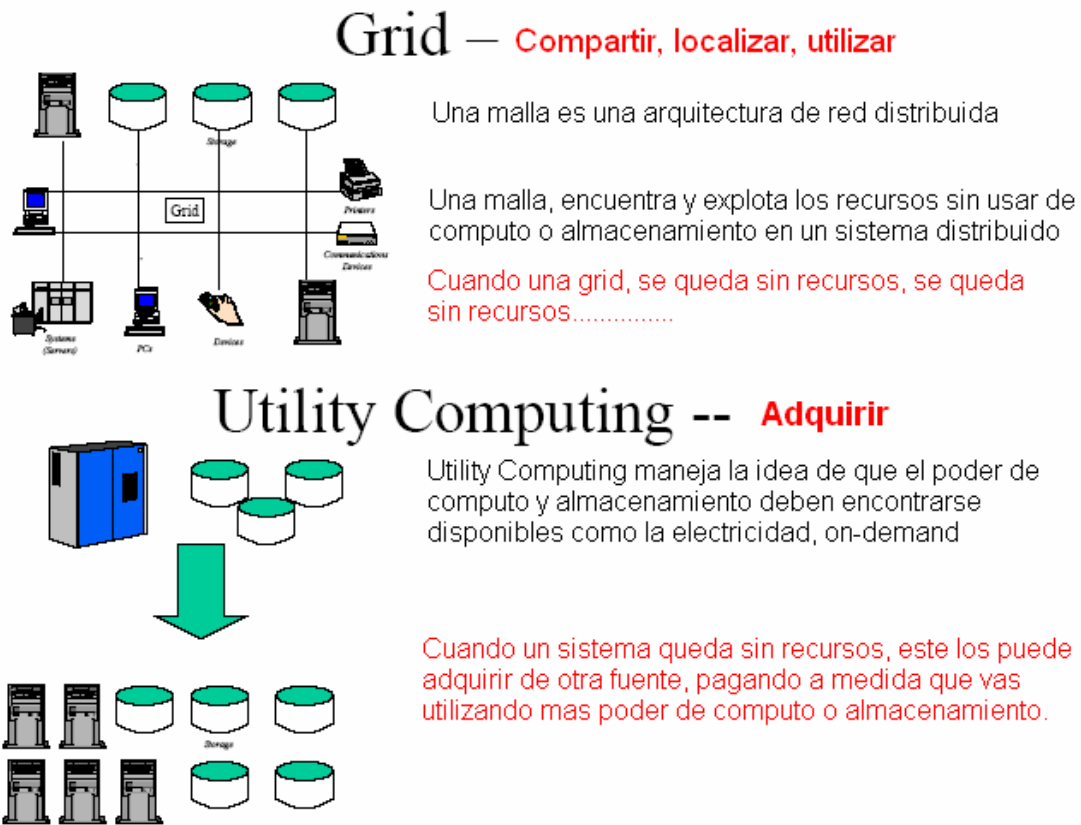 Grid – Compartir, localizar, utilizar
Una malla es una arquitectura de red distribuida
Storage
Una malla, encuentra y explota los recursos sin usar de
computo o almacenamiento en un sistema distribuido
Grid
Printers
Communications
Devices
Cuando una grid, se queda sin recursos, se queda
sin recursos...............
Systems
(Servers)
PCs
Devices
Utility Computing -- Adquirir
Utility Computing maneja la idea de que el poder de
computo y almacenamiento deben encontrarse
disponibles como la electricidad, on-demand
Cuando un sistema queda sin recursos, este los puede
adquirir de otra fuente, pagando a medida que vas
utilizando mas poder de computo o almacenamiento.
Storage